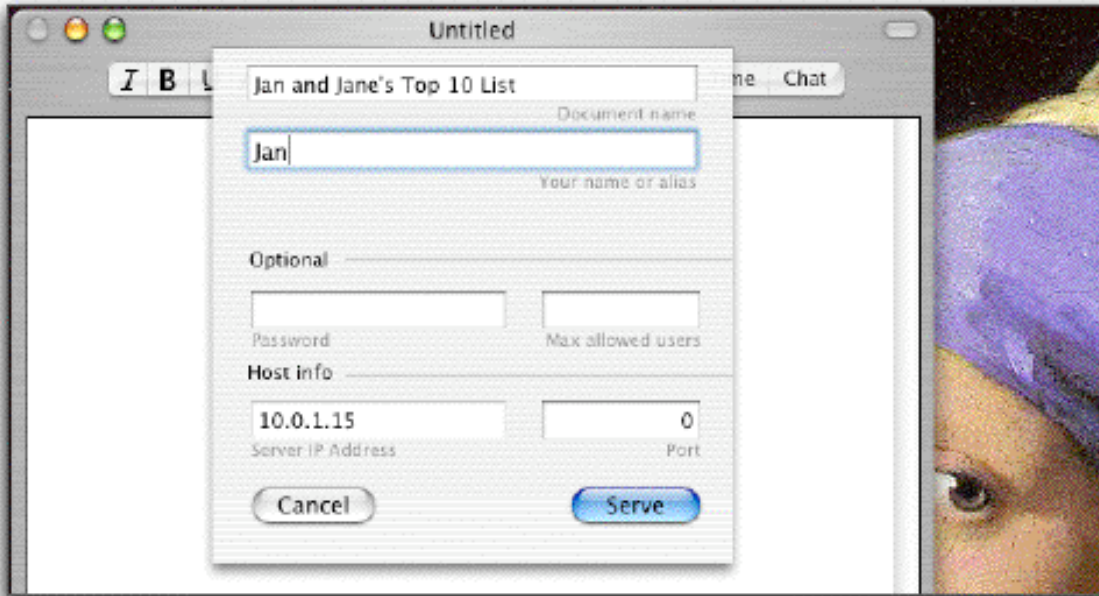 Untitled
I B U me Chat
Jan and Jane's Top 10 List
Document name
Jan
Your name or alias
Optional
Password Max allowed users
Host info
10.0.1.15 0
Server IP Address Port
Cancel Serve